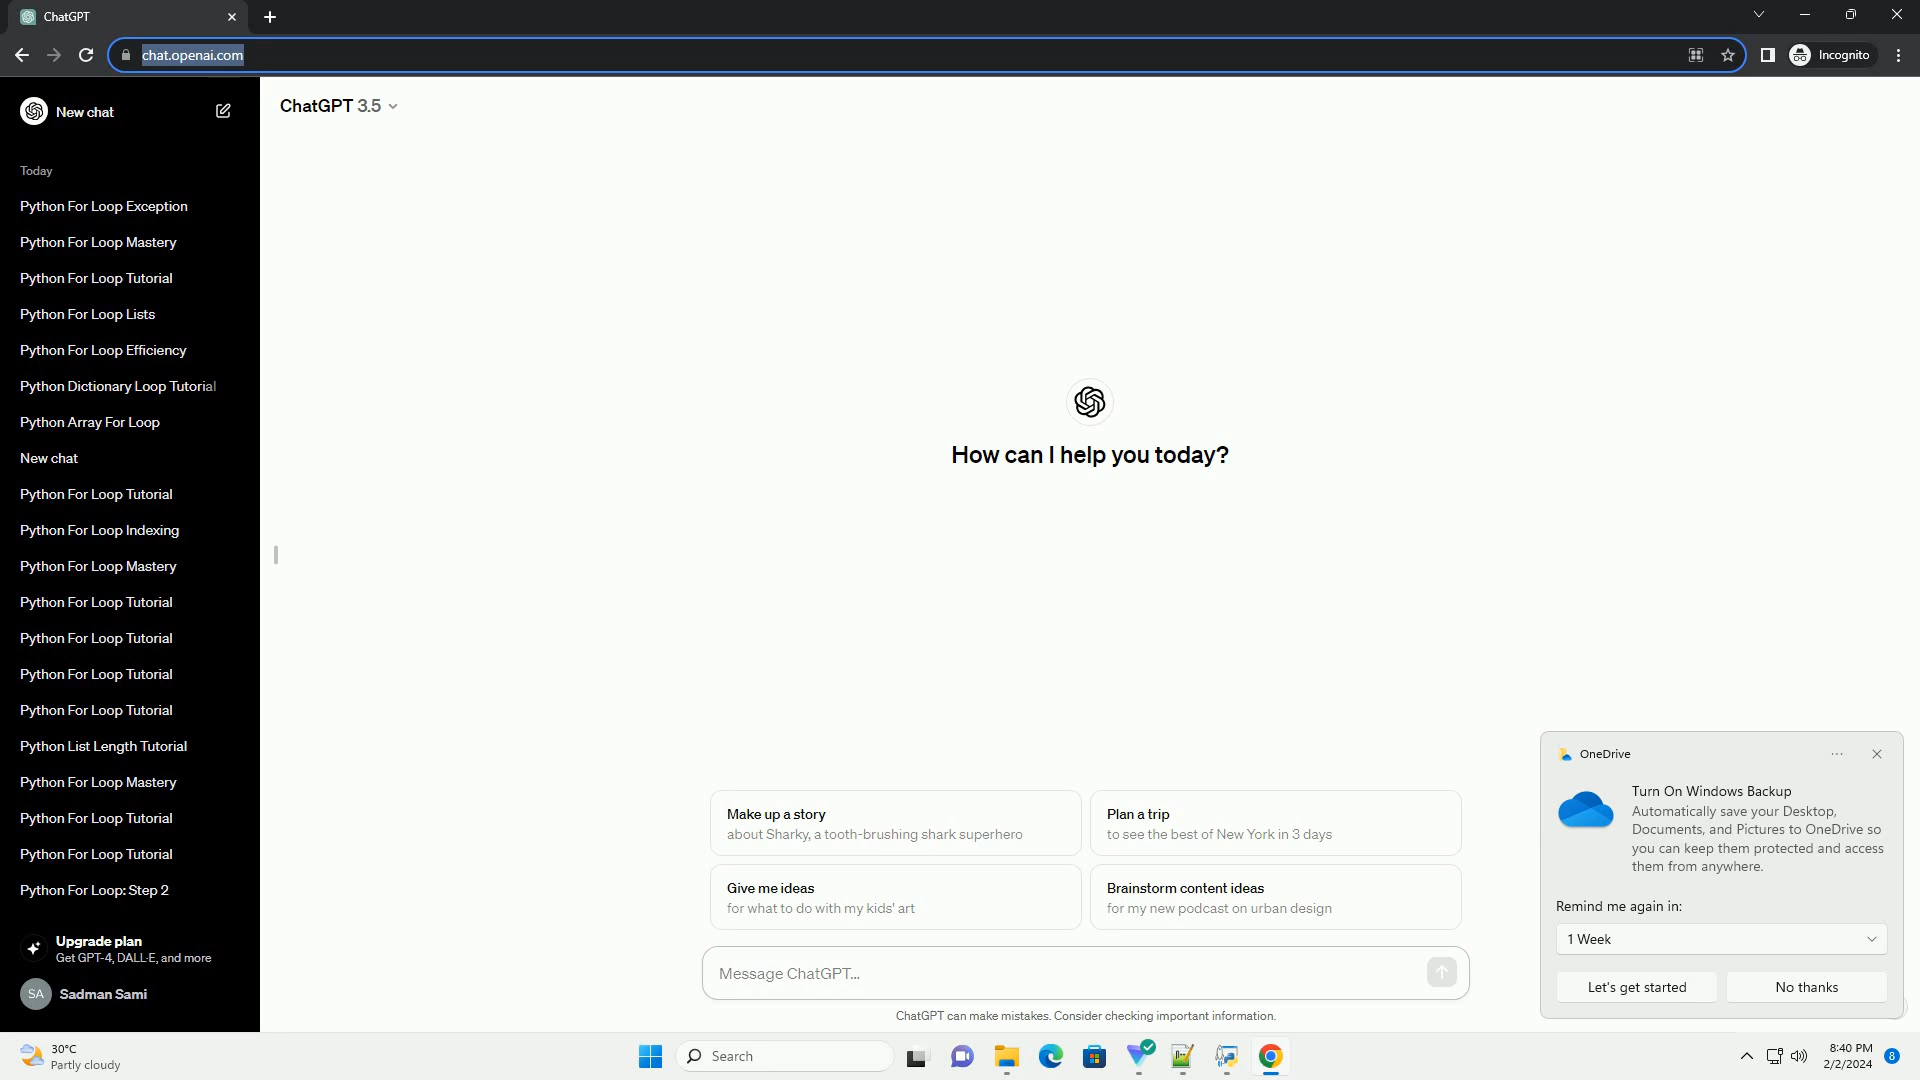 ChatGPT
chat.openai.com
Incognito
New chat
ChatGPT 3.5
Today
Python For Loop Exception
Python For Loop Mastery
Python For Loop Tutorial
Python For Loop Lists
Python For Loop Efficiency
Python Dictionary Loop Tutorial
Python Array For Loop
New chat
Python For Loop Tutorial
Python For Loop Indexing
Python For Loop Mastery
Python For Loop Tutorial
Python For Loop Tutorial
Python For Loop Tutorial
Python For Loop Tutorial
Python List Length Tutorial
Python For Loop Mastery
Python For Loop Tutorial
Python For Loop Tutorial
Python For Loop: Step 2
Upgrade plan
Get GPT-4, DALL·E, and more
SA
Sadman Sami
How can I help you today?
Make up a story
about Sharky, a tooth-brushing shark superhero
Plan a trip
to see the best of New York in 3 days
Give me ideas
for what to do with my kids' art
Brainstorm content ideas
for my new podcast on urban design
Message ChatGPT...
ChatGPT can make mistakes. Consider checking important information.
OneDrive
Turn On Windows Backup
Automatically save your Desktop,
Documents, and Pictures to OneDrive so
you can keep them protected and access
them from anywhere.
Remind me again in:
1 Week
Let's get started
No thanks
30°C
Partly cloudy
Search
8:40 PM
2/2/2024
8